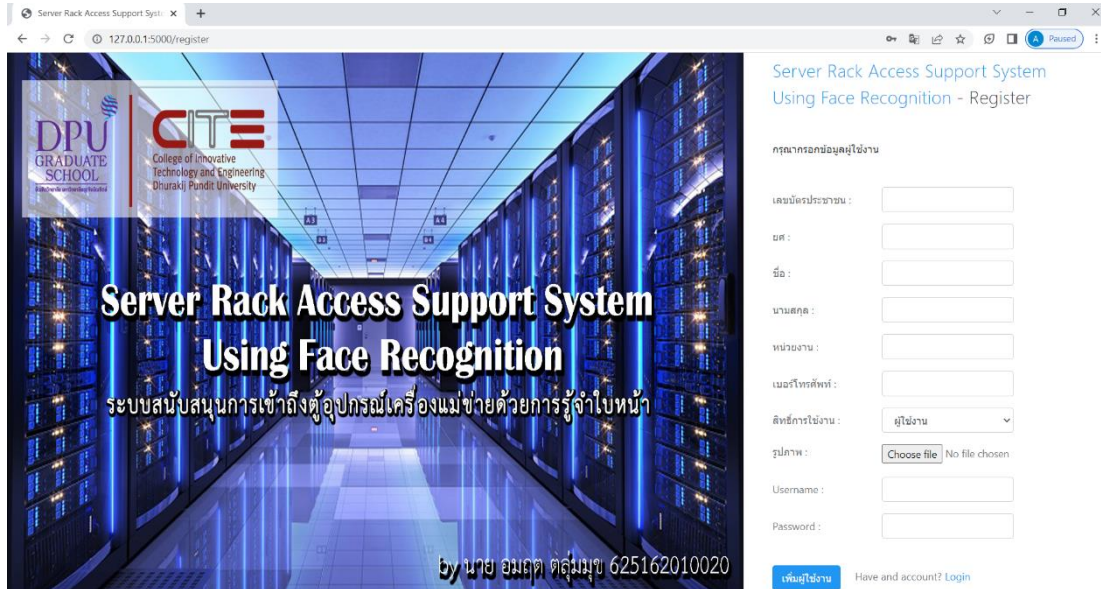 Server Rack Access Support Syste
127.0.0.1:5000/register
A
Paused
DPU
GRADUATE
SCHOOL
CITE
College of Innovative
Technology and Engineering
Dhurakij Pundit University
A3
A4
Server Rack Access Support System
Using Face Recognition
ระบบสนับสนุนการเข้าถึงตู้อุปกรณ์เครื่องแม่ข่ายด้วยการรู้จำใบหน้า
by นาย อมฤต ตลุ่มมุข 625162010020
Server Rack Access Support System
Using Face Recognition - Register
กรุณากรอกข้อมูลผู้ใช้งาน
เลขบัตรประชาชน :
ยศ :
ชื่อ :
นามสกุล :
หน่วยงาน :
เบอร์โทรศัพท์ :
สิทธิ์การใช้งาน :
ผู้ใช้งาน
รูปภาพ :
Choose file No file chosen
Username :
Password :
เพิ่มผู้ใช้งาน
Have and account? Login